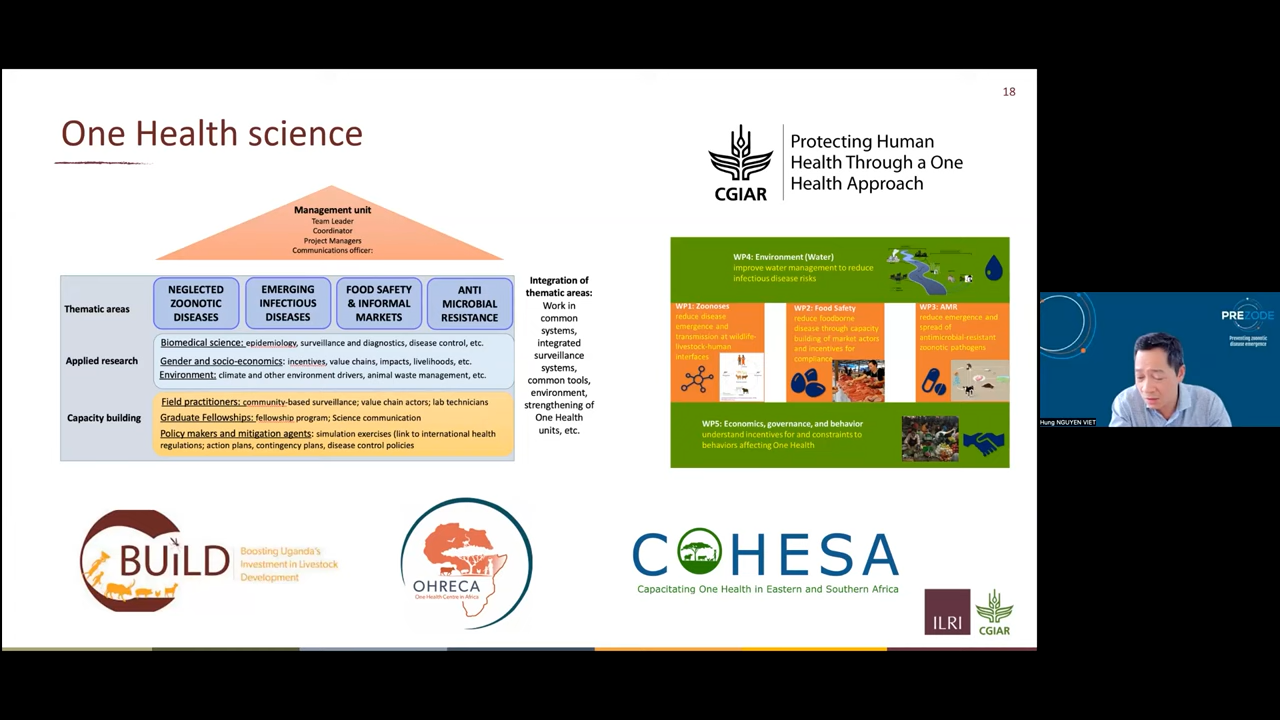 18
One Health science
Management unit
Team Leader
Coordinator
Project Managers
Communications officer:
Thematic areas
NEGLECTED
ZOONOTIC
DISEASES
EMERGING
INFECTIOUS
DISEASES
FOOD SAFETY
& INFORMAL
MARKETS
ANTI
MICROBIAL
RESISTANCE
Applied research
Biomedical science: epidemiology, surveillance and diagnostics, disease control, etc.
Gender and socio-economics: incentives, value chains, impacts, livelihoods, etc.
Environment: climate and other environment drivers, animal waste management, etc.
Capacity building
Field practitioners: community-based surveillance; value chain actors; lab technicians
Graduate Fellowships: fellowship program; Science communication
Policy makers and mitigation agents: simulation exercises (link to international health
regulations; action plans, contingency plans, disease control policies
Integration of
thematic areas:
Work in
common
systems,
integrated
surveillance
systems,
common tools,
environment,
strengthening of
One Health
units, etc.
CGIAR
Protecting Human
Health Through a One
Health Approach
WP4: Environment (Water)
improve water management to reduce
infectious disease risks
WP1: Zoonoses
reduce disease
emergence and
transmission at wildlife-
livestock-human
interfaces
WP2: Food Safety
reduce foodborne
disease through capacity
building of market actors
and incentives for
compliance
WP3: AMR
reduce emergence and
spread of
antimicrobial-resistant
zoonotic pathogens
WP5: Economics, governance, and behavior
understand incentives for and constraints to
behaviors affecting One Health
BUiLD
Boosting Uganda's
Investment in Livestock
Development
OHRECA
One Health Centre in Africa
COHESA
Capacitating One Health in Eastern and Southern Africa
ILRI
CGIAR
PREZODE
Preventing zoonotic
disease emergence
Hung NGUYEN VIET